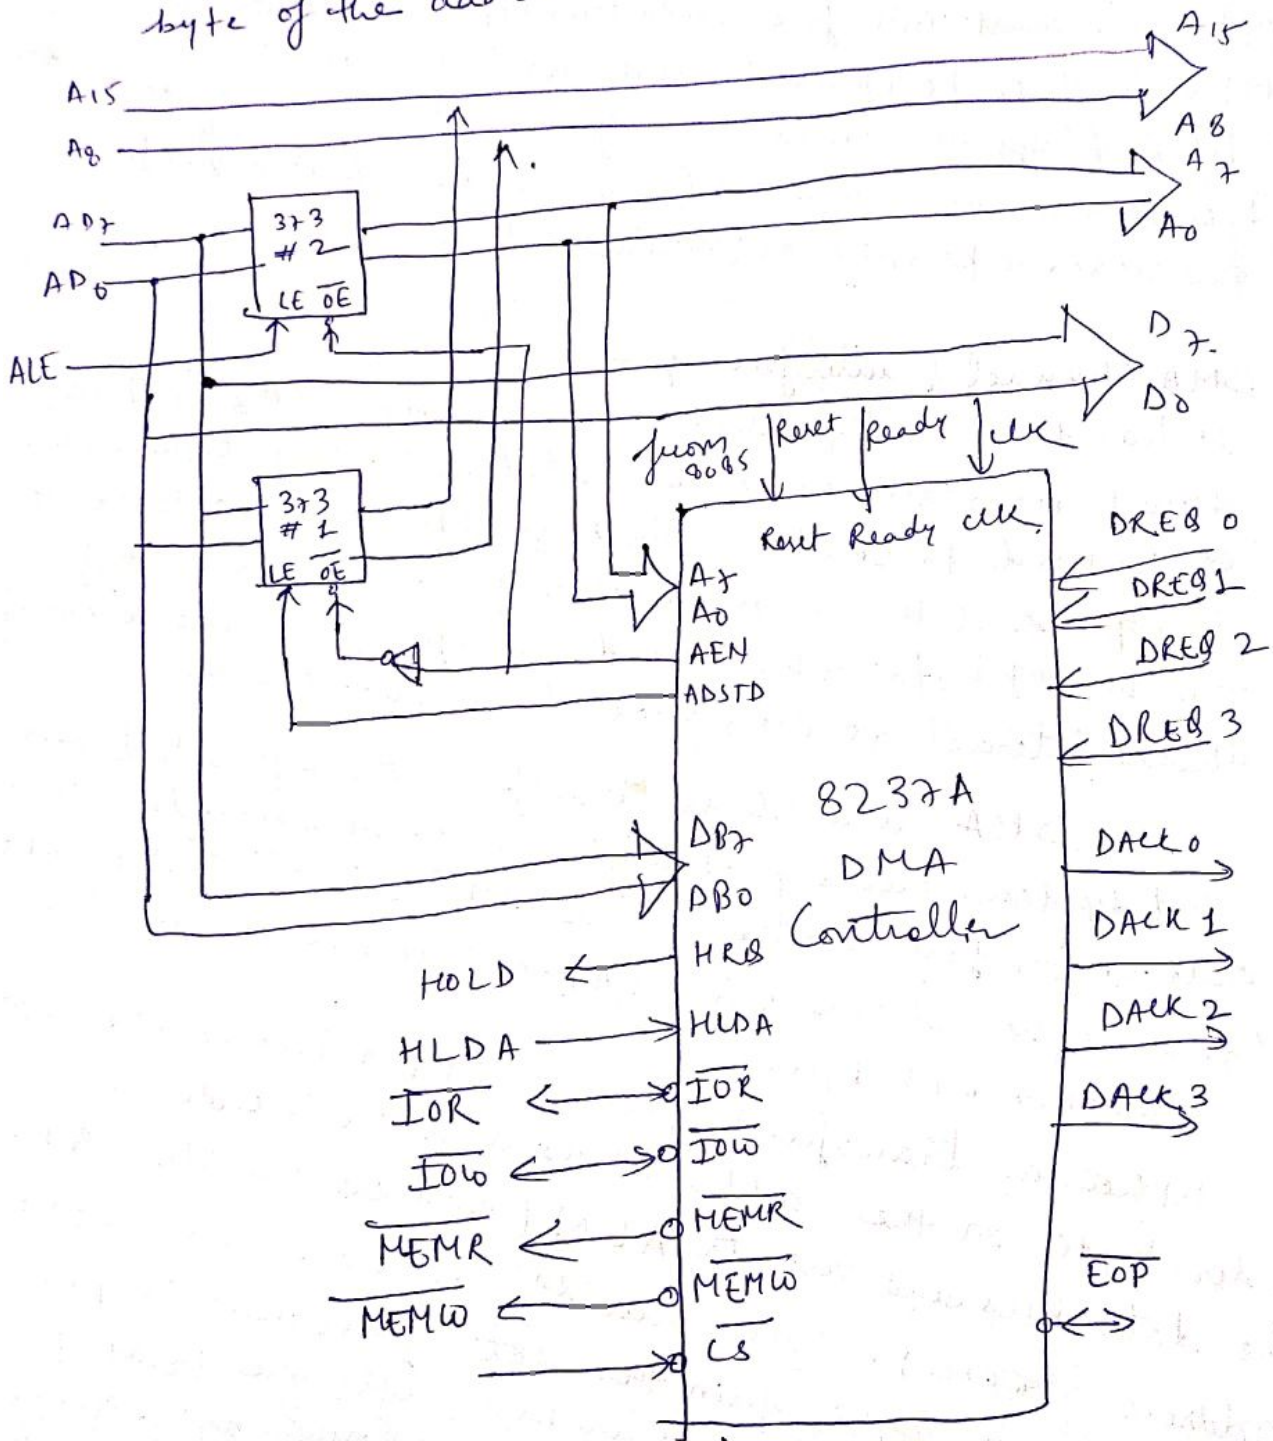 byte of the
A15
A15
A8
A8
A7
AD7
373
# 2
A0
AD0
LE OE
D7.
ALE
D0
from 8085
Reset
Ready
clk
373
# 1
Reset Ready clk.
DREQ 0
LE OE
A7
DREQ1
A0
AEN
DREQ 2
ADSTD
DREQ 3
8237A
DB7
DACK0
DMA
DB0
Controller
DACK 1
HRQ
HOLD
DACK 2
HLDA
HLDA
IOR
IOR
DACK 3
IOW
IOW
MEMR
MEMR
EOP
MEMW
MEMW
CS